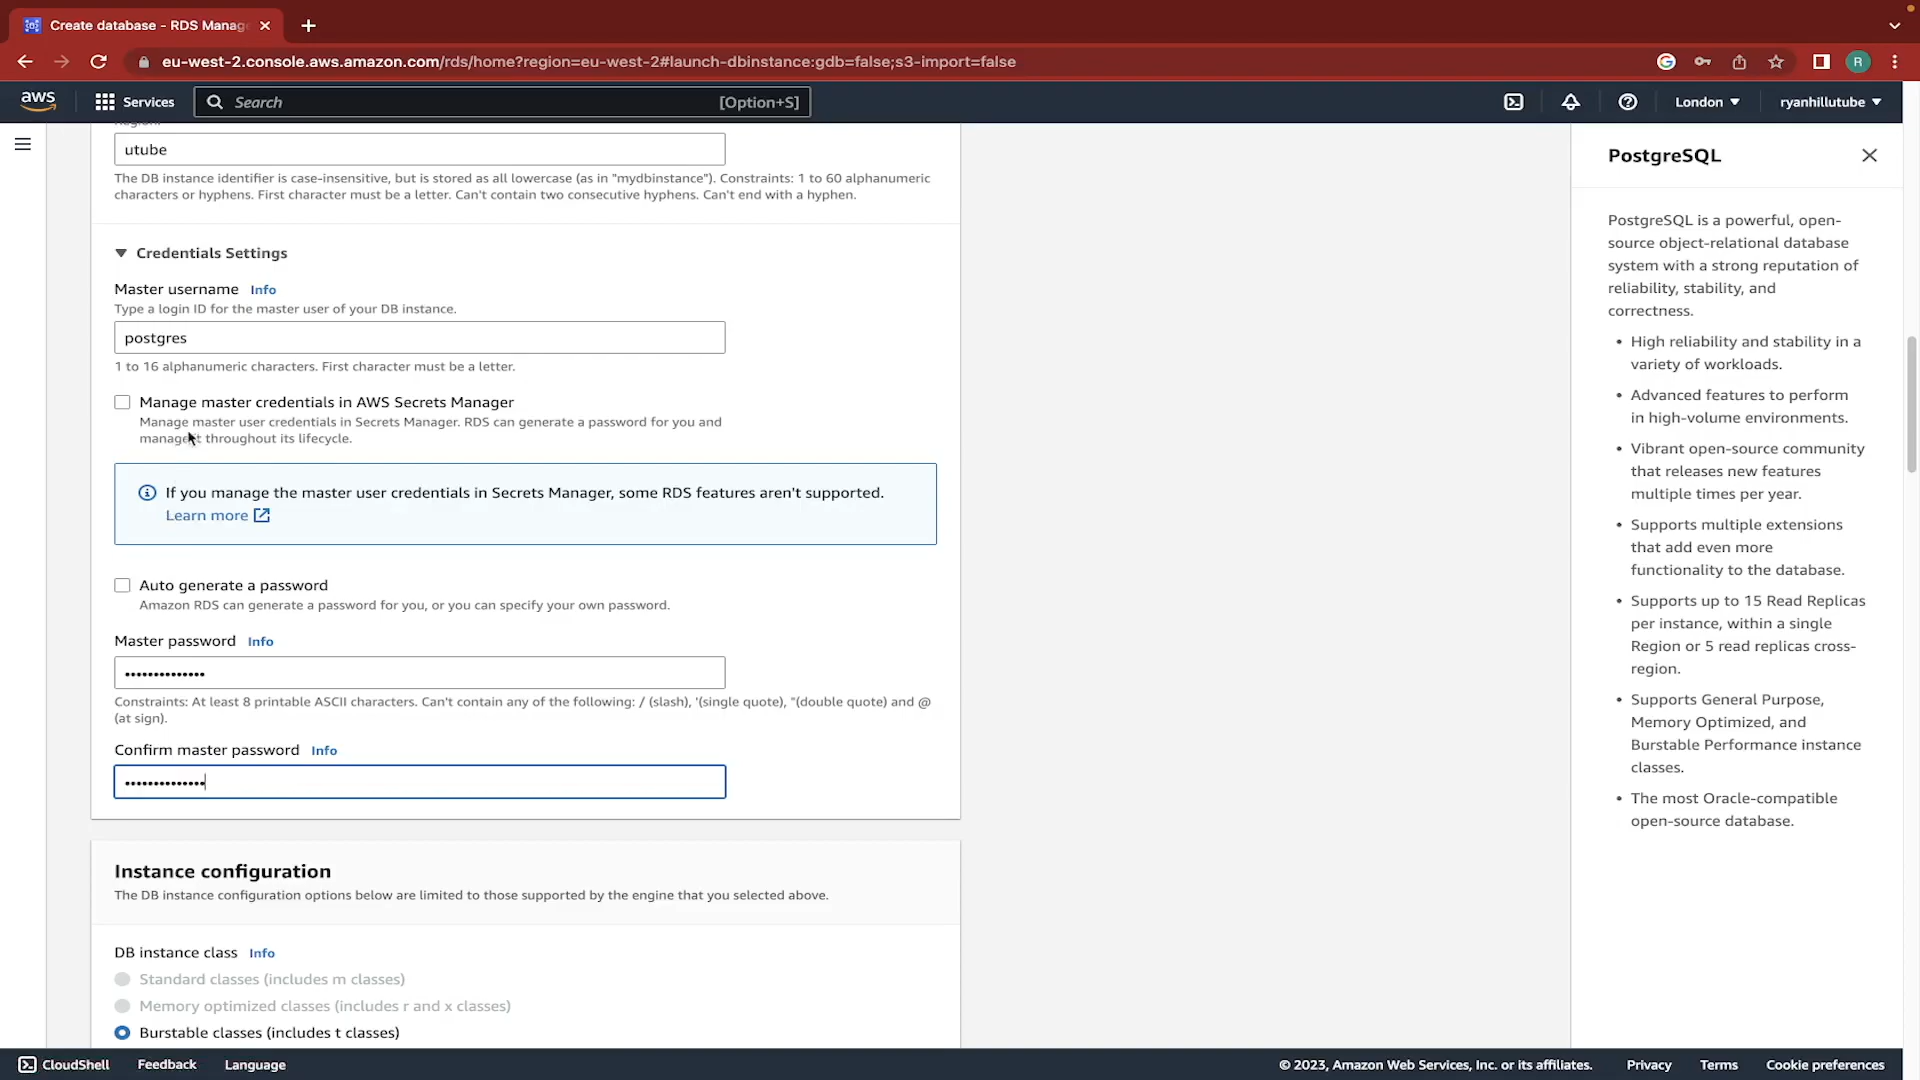 Create database - RDS Manag
eu-west-2.console.aws.amazon.com/rds/home?region=eu-west-2#launch-dbinstance:gdb=false;s3-import=false
R
aws
Services
Search
[Option+S]
London
ryanhillutube
Region.
utube
The DB instance identifier is case-insensitive, but is stored as all lowercase (as in "mydbinstance"). Constraints: 1 to 60 alphanumeric
characters or hyphens. First character must be a letter. Can't contain two consecutive hyphens. Can't end with a hyphen.
Credentials Settings
Master username Info
Type a login ID for the master user of your DB instance.
postgres
1 to 16 alphanumeric characters. First character must be a letter.
Manage master credentials in AWS Secrets Manager
Manage master user credentials in Secrets Manager. RDS can generate a password for you and
manage it throughout its lifecycle.
If you manage the master user credentials in Secrets Manager, some RDS features aren't supported.
Learn more
Auto generate a password
Amazon RDS can generate a password for you, or you can specify your own password.
Master password Info
••••••••••••••
Constraints: At least 8 printable ASCII characters. Can't contain any of the following: / (slash), '(single quote), "(double quote) and @
(at sign).
Confirm master password Info
••••••••••••••
Instance configuration
The DB instance configuration options below are limited to those supported by the engine that you selected above.
DB instance class Info
Standard classes (includes m classes)
Memory optimized classes (includes r and x classes)
Burstable classes (includes t classes)
PostgreSQL
PostgreSQL is a powerful, open-
source object-relational database
system with a strong reputation of
reliability, stability, and
correctness.
• High reliability and stability in a
variety of workloads.
• Advanced features to perform
in high-volume environments.
• Vibrant open-source community
that releases new features
multiple times per year.
• Supports multiple extensions
that add even more
functionality to the database.
• Supports up to 15 Read Replicas
per instance, within a single
Region or 5 read replicas cross-
region.
• Supports General Purpose,
Memory Optimized, and
Burstable Performance instance
classes.
• The most Oracle-compatible
open-source database.
CloudShell
Feedback
Language
© 2023, Amazon Web Services, Inc. or its affiliates.
Privacy
Terms
Cookie preferences